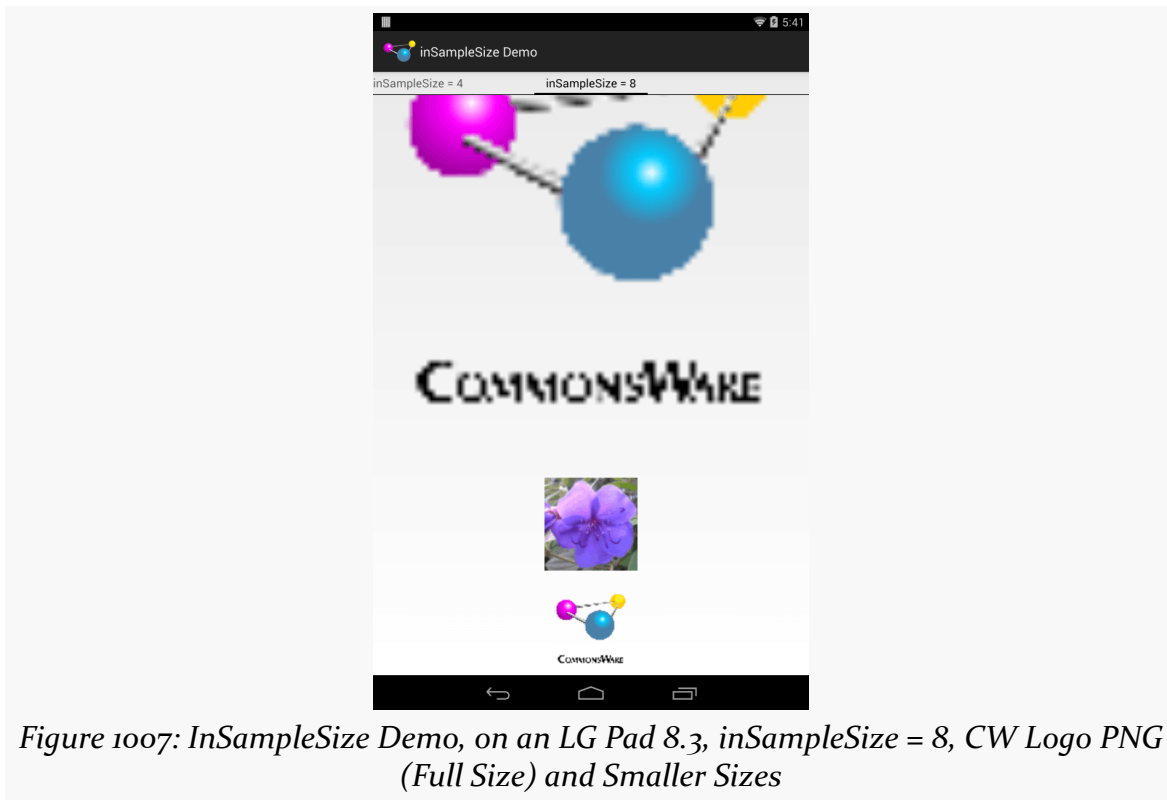 5:41
inSampleSize Demo
inSampleSize = 4 inSampleSize = 8
COMMONSWARE
COMMONSWARE
Figure 1007: InSampleSize Demo, on an LG Pad 8.3, inSampleSize = 8, CW Logo PNG
(Full Size) and Smaller Sizes